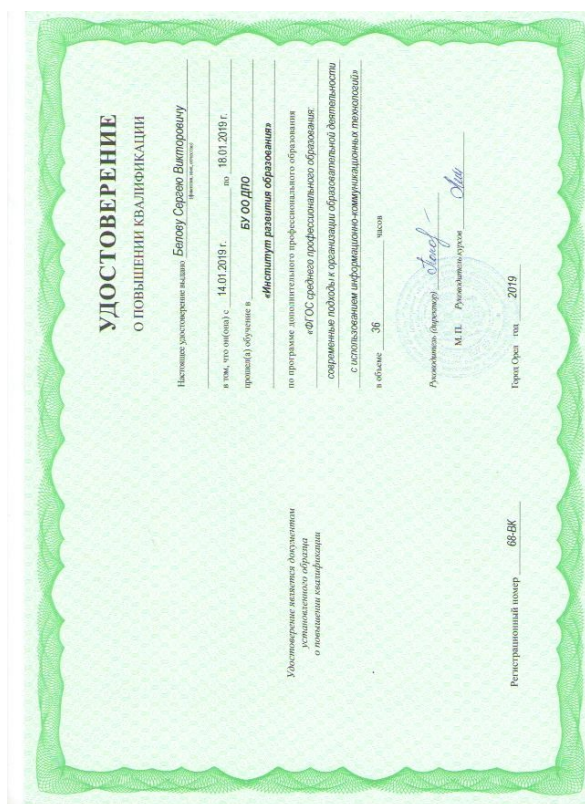 Удостоверение является документом
установленного образца
о повышении квалификации
Регистрационный номер 68-ВК
УДОСТОВЕРЕНИЕ
О ПОВЫШЕНИИ КВАЛИФИКАЦИИ
Настоящее удостоверение выдано Белову Сергею Викторовичу
(фамилия, имя, отчество)
в том, что он(она) с 14.01.2019 г. по 18.01.2019 г.
прошел(а) обучение в БУ ОО ДПО
«Институт развития образования»
по программе дополнительного профессионального образования
«ФГОС среднего профессионального образования:
современные подходы к организации образовательной деятельности
с использованием информационно-коммуникационных технологий»
в объеме 36 часов
Руководитель (директор)
М. П. Руководитель курсов
Город Орел год 2019